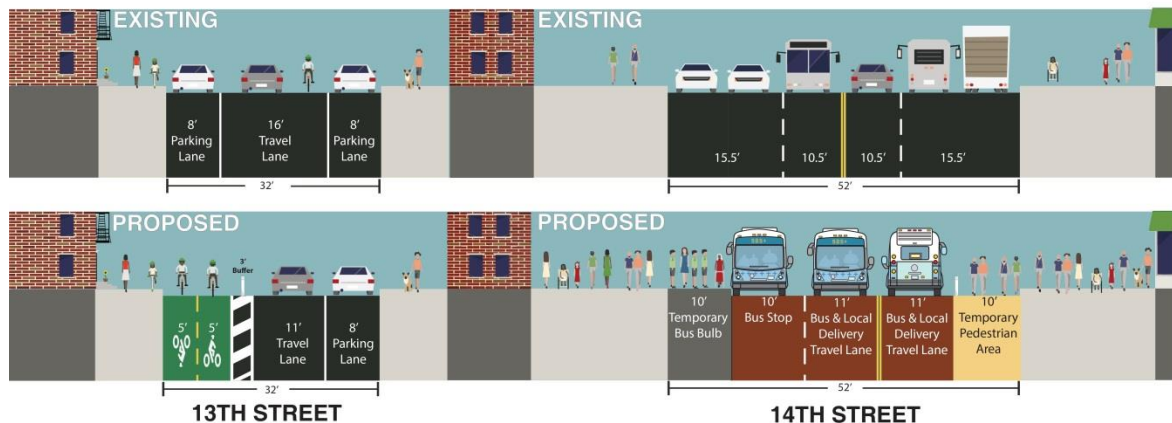 EXISTING
8’
Parking
Lane
16’
Travel
Lane
8’
Parking
Lane
32’
EXISTING
15.5’
10.5’
10.5’
15.5’
52’
PROPOSED
5’
5’
3’
Buffer
11’
Travel
Lane
8’
Parking
Lane
32’
13TH STREET
PROPOSED
10’
Temporary
Bus Bulb
10’
Bus Stop
11’
Bus & Local
Delivery
Travel Lane
11’
Bus & Local
Delivery
Travel Lane
10’
Temporary
Pedestrian
Area
52’
14TH STREET